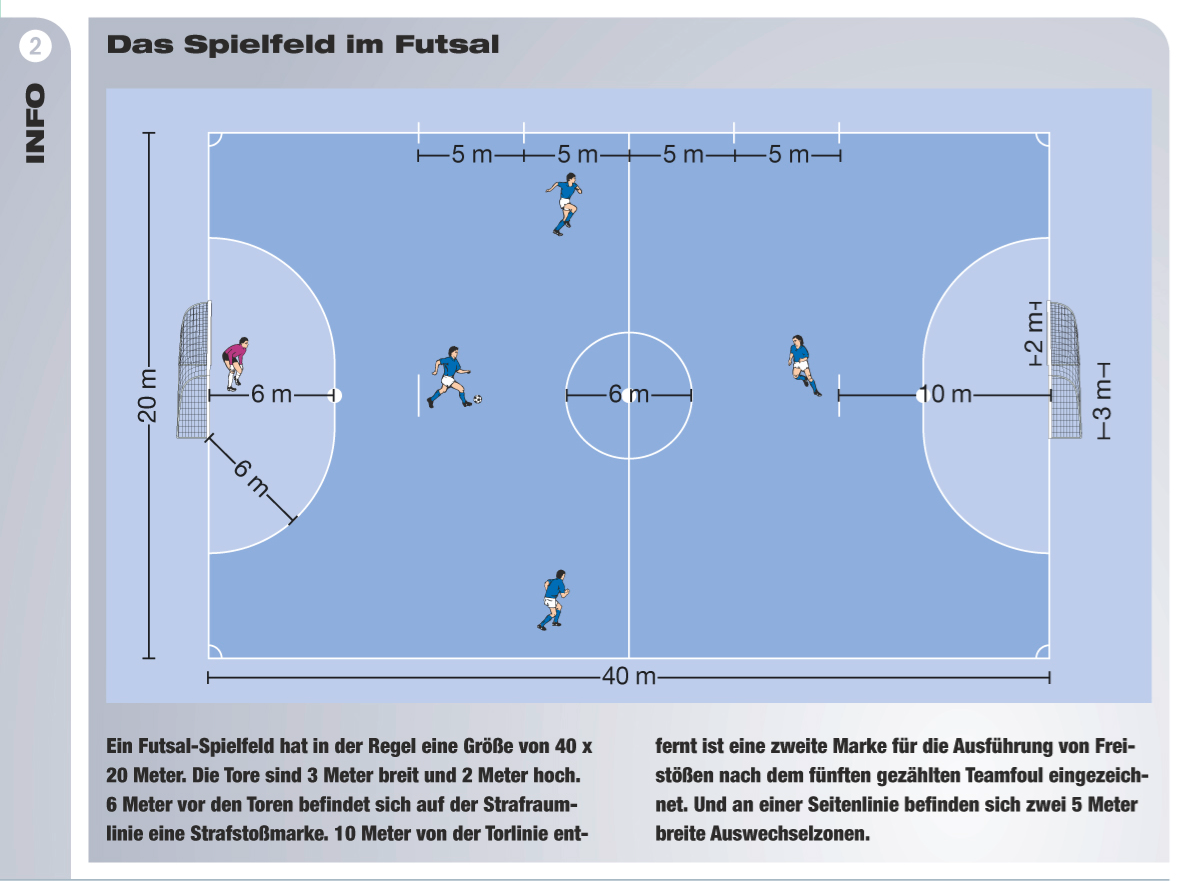 2
INFO
Das Spielfeld im Futsal
5 m 5 m 5 m 5 m
20 m
6 m
6 m
6 m
10 m
2 m
3 m
40 m
Ein Futsal-Spielfeld hat in der Regel eine Größe von 40 x
20 Meter. Die Tore sind 3 Meter breit und 2 Meter hoch.
6 Meter vor den Toren befindet sich auf der Strafraum-
linie eine Strafstoßmarke. 10 Meter von der Torlinie ent-
fernt ist eine zweite Marke für die Ausführung von Frei-
stößen nach dem fünften gezählten Teamfoul eingezeich-
net. Und an einer Seitenlinie befinden sich zwei 5 Meter
breite Auswechselzonen.